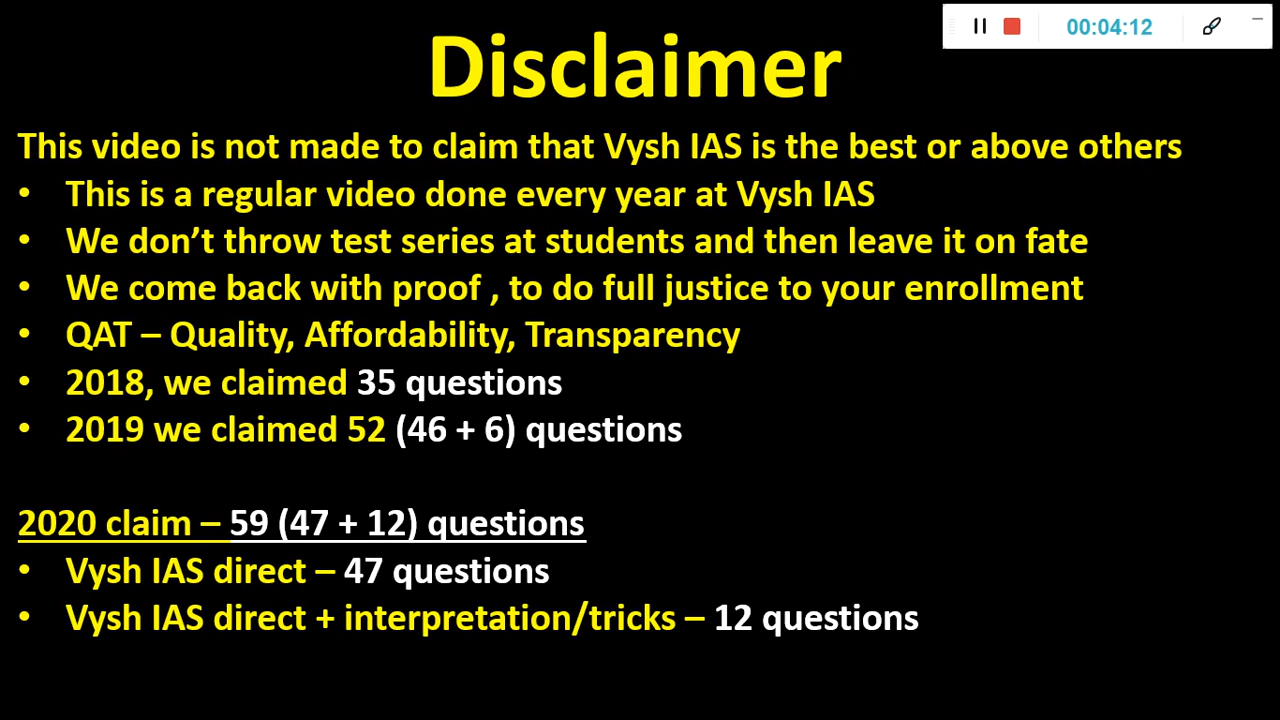 00:04:12
Disclaimer
This video is not made to claim that Vysh IAS is the best or above others
• This is a regular video done every year at Vysh IAS
• We don’t throw test series at students and then leave it on fate
• We come back with proof , to do full justice to your enrollment
• QAT – Quality, Affordability, Transparency
• 2018, we claimed 35 questions
• 2019 we claimed 52 (46 + 6) questions
2020 claim – 59 (47 + 12) questions
• Vysh IAS direct – 47 questions
• Vysh IAS direct + interpretation/tricks – 12 questions